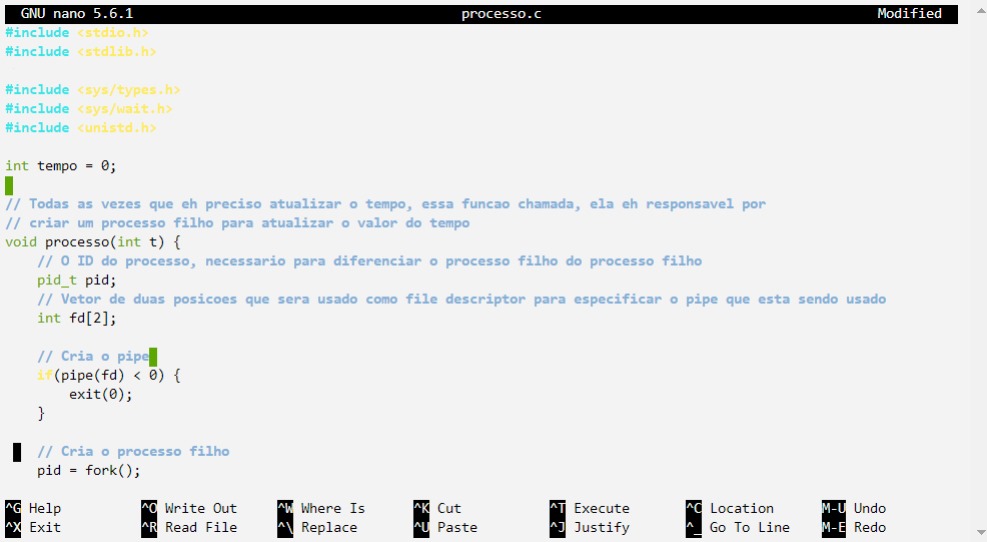 GNU nano 5.6.1 processo.c Modified
#include <stdio.h>
#include <stdlib.h>
#include <sys/types.h>
#include <sys/wait.h>
#include <unistd.h>
int tempo = 0;
// Todas as vezes que eh preciso atualizar o tempo, essa funcao chamada, ela eh responsavel por
// criar um processo filho para atualizar o valor do tempo
void processo(int t) {
    // O ID do processo, necessario para diferenciar o processo filho do processo filho
    pid_t pid;
    // Vetor de duas posicoes que sera usado como file descriptor para especificar o pipe que esta sendo usado
    int fd[2];
    // Cria o pipe
    if(pipe(fd) < 0) {
        exit(0);
    }
    // Cria o processo filho
    pid = fork();
^G Help ^O Write Out ^W Where Is ^K Cut ^T Execute ^C Location M-U Undo
^X Exit ^R Read File ^\ Replace ^U Paste ^J Justify ^_ Go To Line M-E Redo